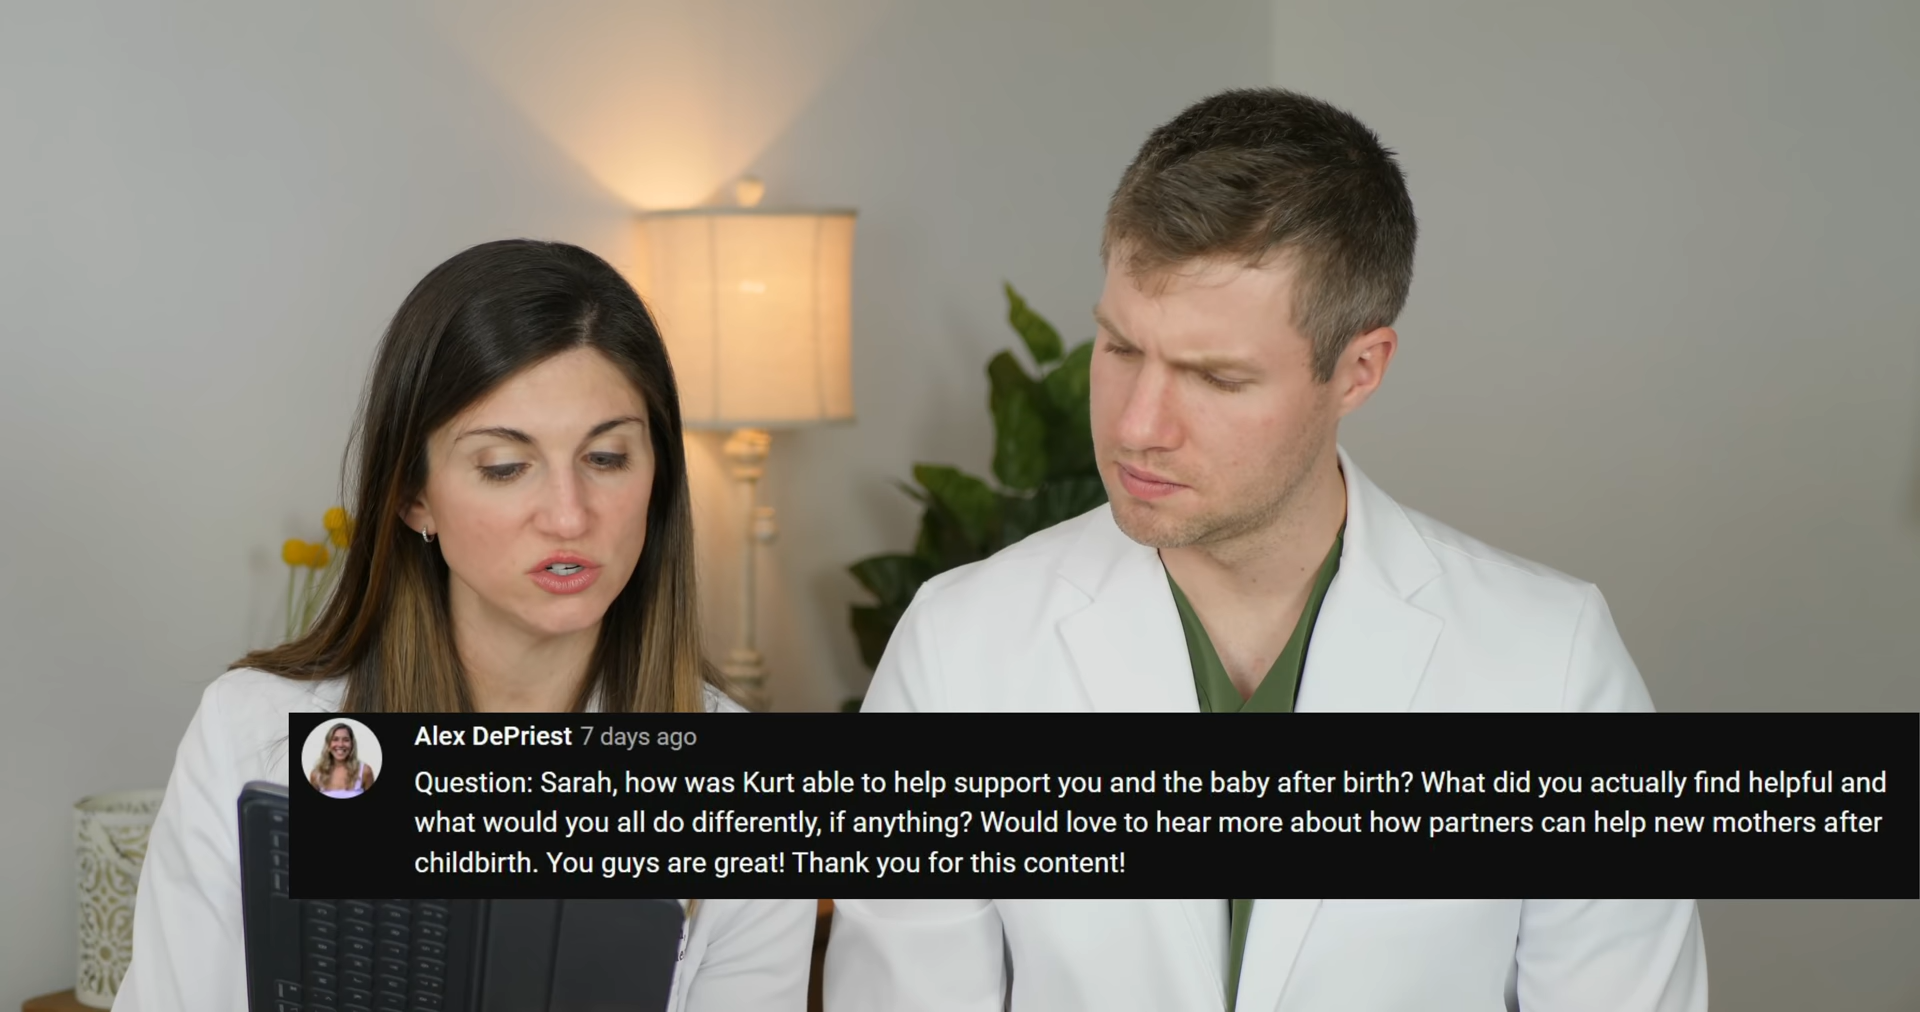 Alex DePriest 7 days ago
Question: Sarah, how was Kurt able to help support you and the baby after birth? What did you actually find helpful and
what would you all do differently, if anything? Would love to hear more about how partners can help new mothers after
childbirth. You guys are great! Thank you for this content!